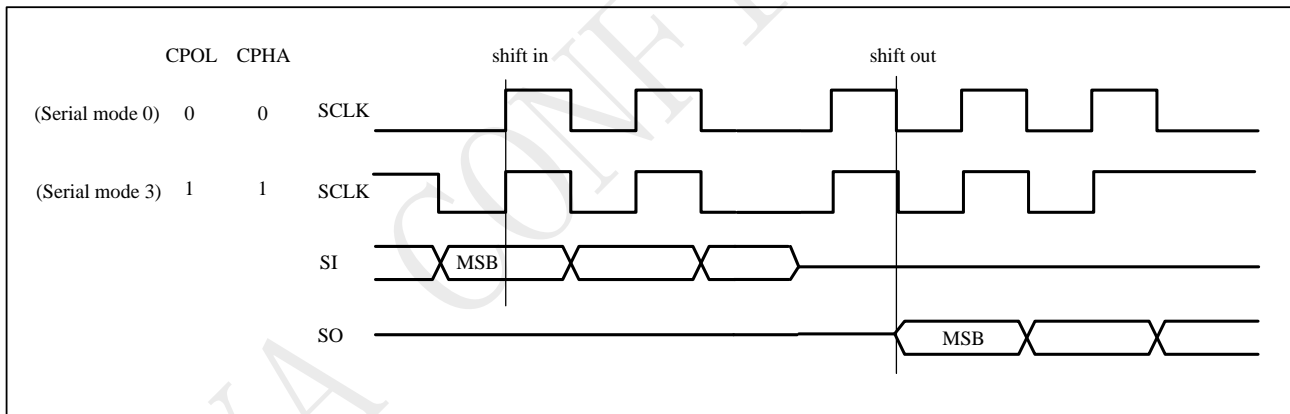 CPOL CPHA shift in shift out
(Serial mode 0) 0 0 SCLK
(Serial mode 3) 1 1 SCLK
SI MSB
SO MSB